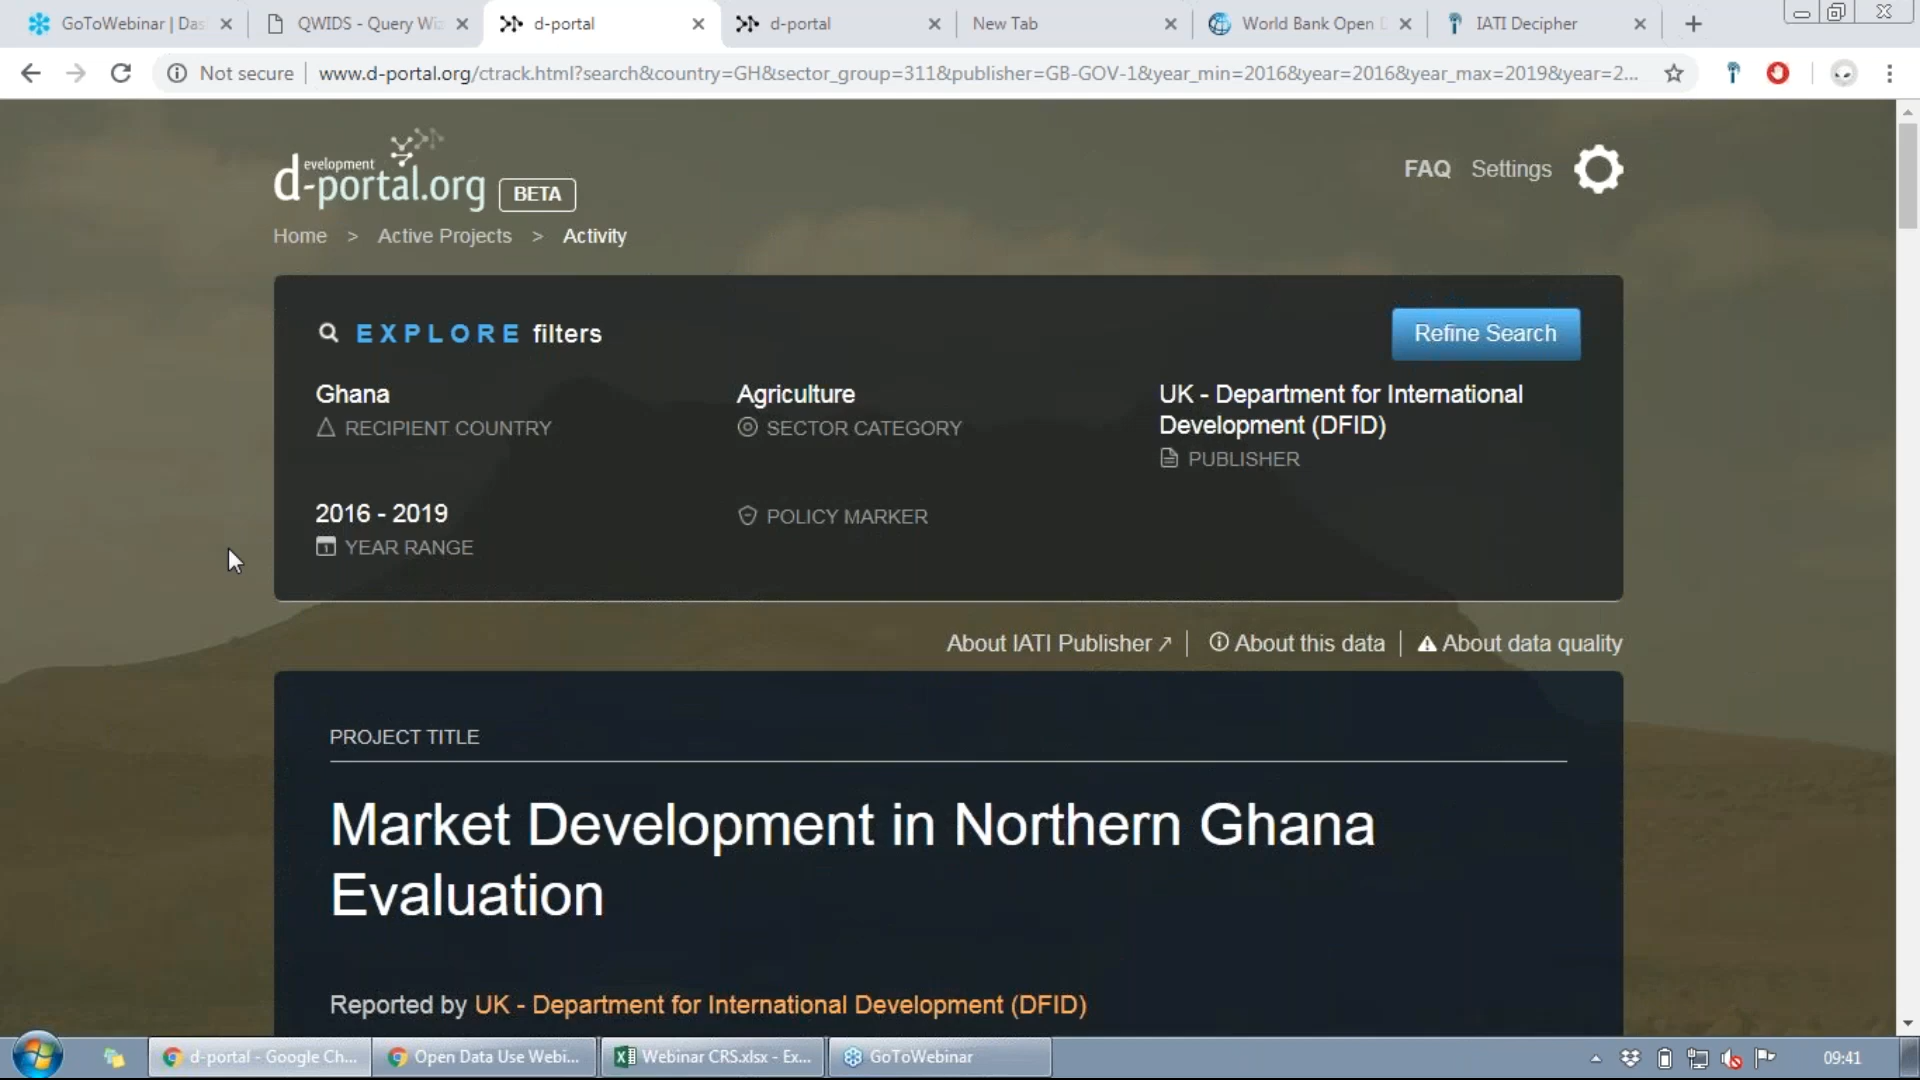 GoToWebinar | Das
QWIDS - Query Wiz
d-portal
d-portal
New Tab
World Bank Open D
IATI Decipher
Not secure
www.d-portal.org/ctrack.html?search&country=GH&sector_group=311&publisher=GB-GOV-1&year_min=2016&year=2016&year_max=2019&year=2...
development
d-portal.org BETA
FAQ Settings
Home > Active Projects > Activity
EXPLORE filters
Refine Search
Ghana
RECIPIENT COUNTRY
Agriculture
SECTOR CATEGORY
UK - Department for International
Development (DFID)
PUBLISHER
2016 - 2019
YEAR RANGE
POLICY MARKER
About IATI Publisher ↗ | About this data | About data quality
PROJECT TITLE
Market Development in Northern Ghana
Evaluation
Reported by UK - Department for International Development (DFID)
d-portal - Google Ch...
Open Data Use Webi...
Webinar CRS.xlsx - Ex...
GoToWebinar
09:41